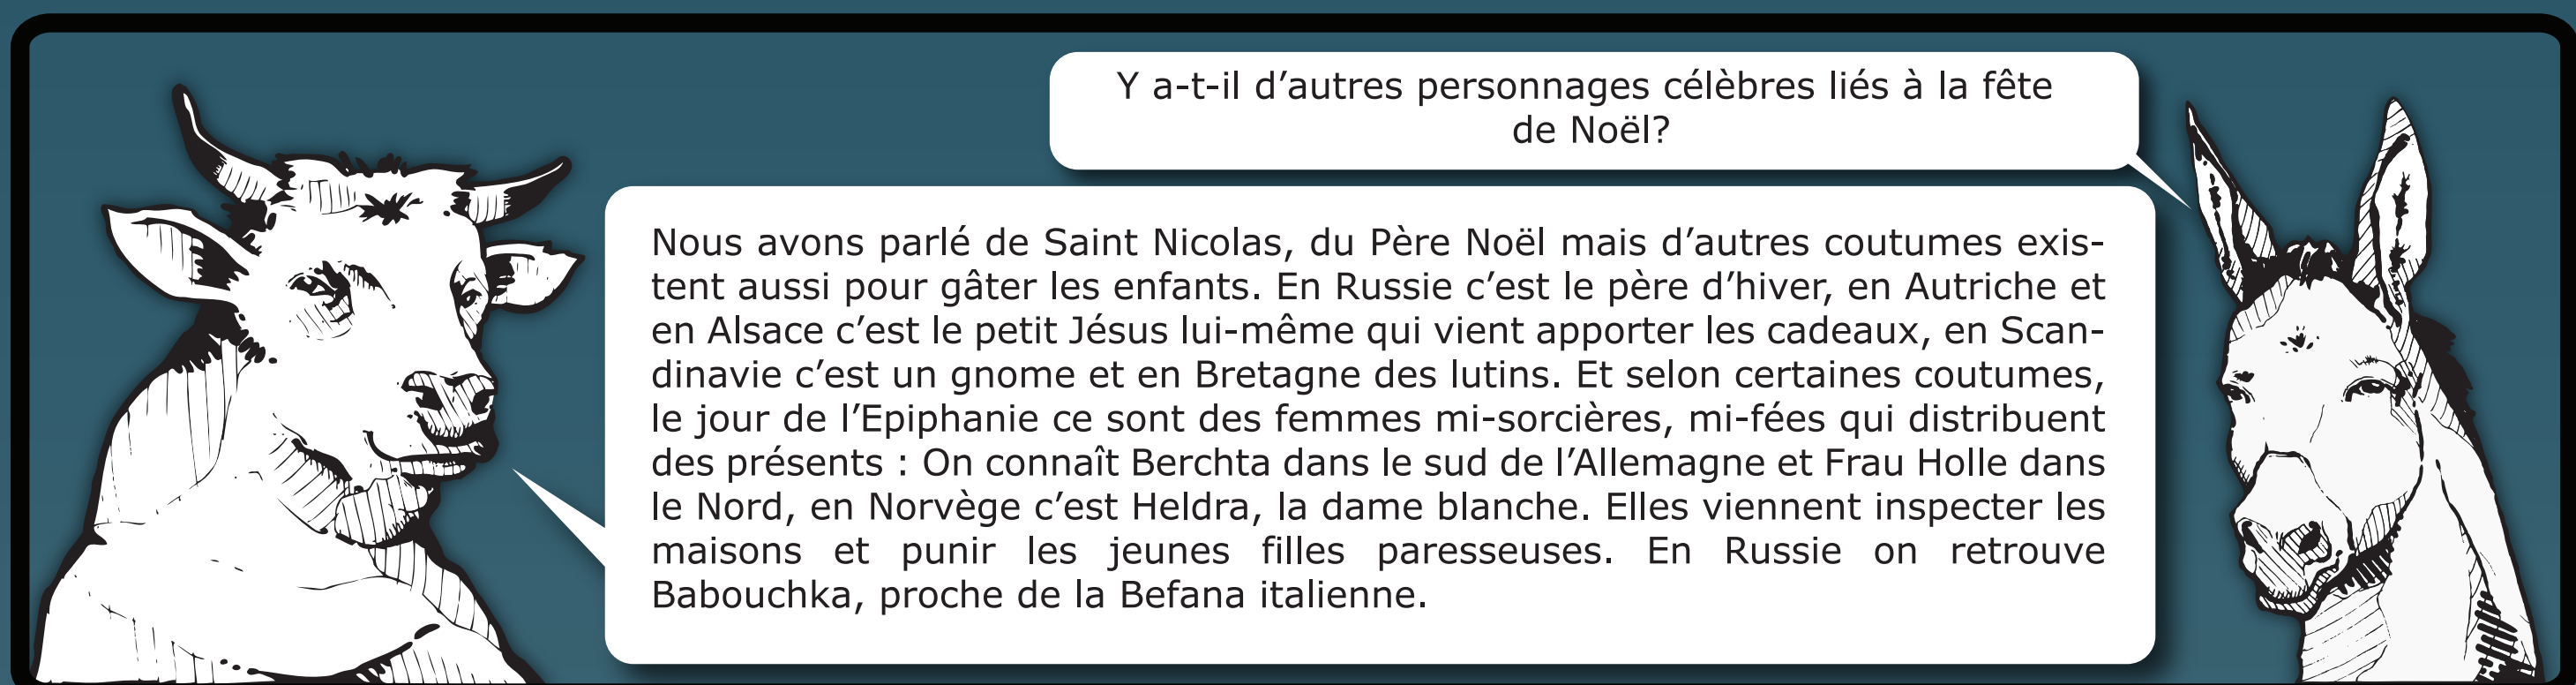 Y a-t-il d’autres personnages célèbres liés à la fête
de Noël?
Nous avons parlé de Saint Nicolas, du Père Noël mais d’autres coutumes exis-
tent aussi pour gâter les enfants. En Russie c’est le père d’hiver, en Autriche et
en Alsace c’est le petit Jésus lui-même qui vient apporter les cadeaux, en Scan-
dinavie c’est un gnome et en Bretagne des lutins. Et selon certaines coutumes,
le jour de l’Epiphanie ce sont des femmes mi-sorcières, mi-fées qui distribuent
des présents : On connaît Berchta dans le sud de l’Allemagne et Frau Holle dans
le Nord, en Norvège c’est Heldra, la dame blanche. Elles viennent inspecter les
maisons et punir les jeunes filles paresseuses. En Russie on retrouve
Babouchka, proche de la Befana italienne.